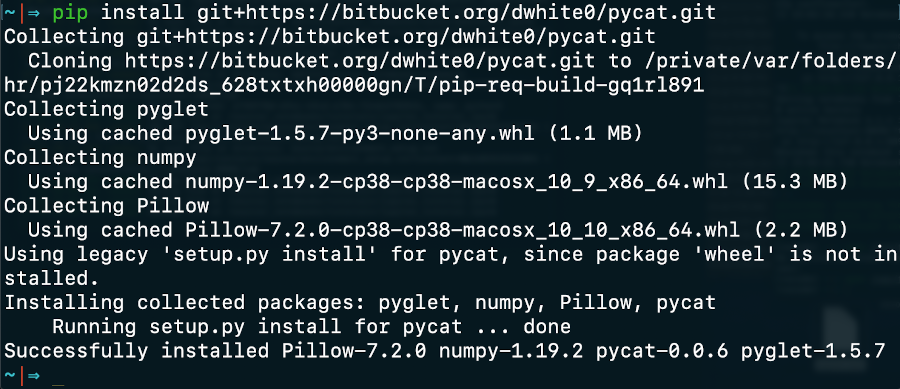 ~|⇒ pip install git+https://bitbucket.org/dwhite0/pycat.git
Collecting git+https://bitbucket.org/dwhite0/pycat.git
  Cloning https://bitbucket.org/dwhite0/pycat.git to /private/var/folders/
hr/pj22kmzn02d2ds_628txtxh00000gn/T/pip-req-build-gq1rl891
Collecting pyglet
  Using cached pyglet-1.5.7-py3-none-any.whl (1.1 MB)
Collecting numpy
  Using cached numpy-1.19.2-cp38-cp38-macosx_10_9_x86_64.whl (15.3 MB)
Collecting Pillow
  Using cached Pillow-7.2.0-cp38-cp38-macosx_10_10_x86_64.whl (2.2 MB)
Using legacy 'setup.py install' for pycat, since package 'wheel' is not in
stalled.
Installing collected packages: pyglet, numpy, Pillow, pycat
    Running setup.py install for pycat ... done
Successfully installed Pillow-7.2.0 numpy-1.19.2 pycat-0.0.6 pyglet-1.5.7
~|⇒ _